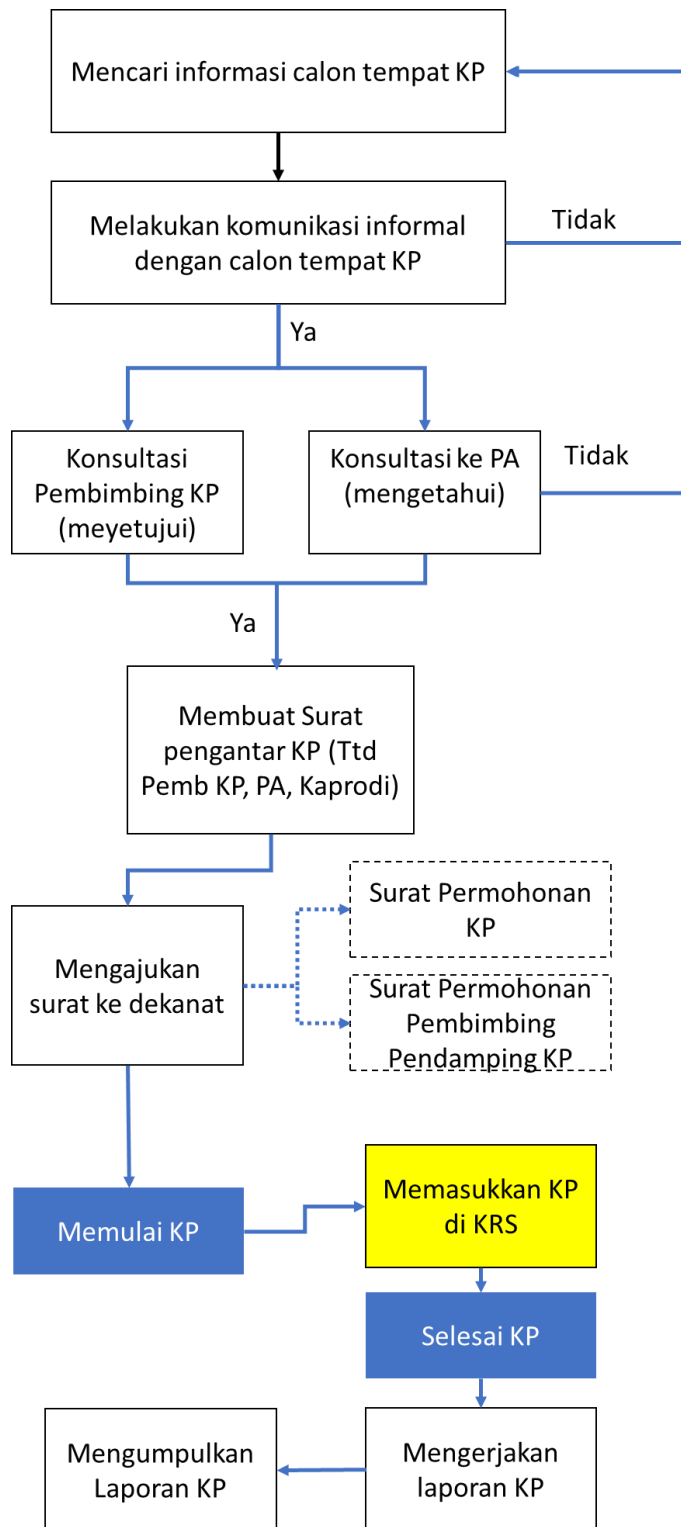 Mencari informasi calon tempat KP
Melakukan komunikasi informal
dengan calon tempat KP
Tidak
Ya
Konsultasi
Pembimbing KP
(meyetujui)
Konsultasi ke PA
(mengetahui)
Tidak
Ya
Membuat Surat
pengantar KP (Ttd
Pemb KP, PA, Kaprodi)
Mengajukan
surat ke dekanat
Surat Permohonan
KP
Surat Permohonan
Pembimbing
Pendamping KP
Memulai KP
Memasukkan KP
di KRS
Selesai KP
Mengerjakan
laporan KP
Mengumpulkan
Laporan KP